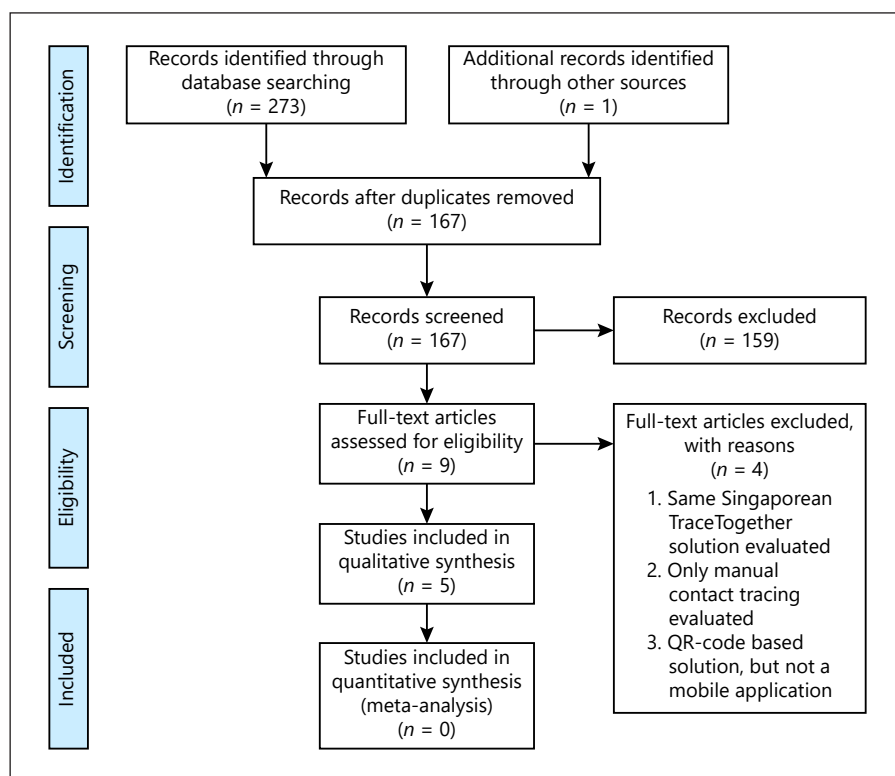 Identification
Records identified through
database searching
(n = 273)
Additional records identified
through other sources
(n = 1)
Records after duplicates removed
(n = 167)
Screening
Records screened
(n = 167)
Records excluded
(n = 159)
Eligibility
Full-text articles
assessed for eligibility
(n = 9)
Full-text articles excluded,
with reasons
(n = 4)
1. Same Singaporean
TraceTogether
solution evaluated
2. Only manual
contact tracing
evaluated
3. QR-code based
solution, but not a
mobile application
Studies included in
qualitative synthesis
(n = 5)
Included
Studies included in
quantitative synthesis
(meta-analysis)
(n = 0)